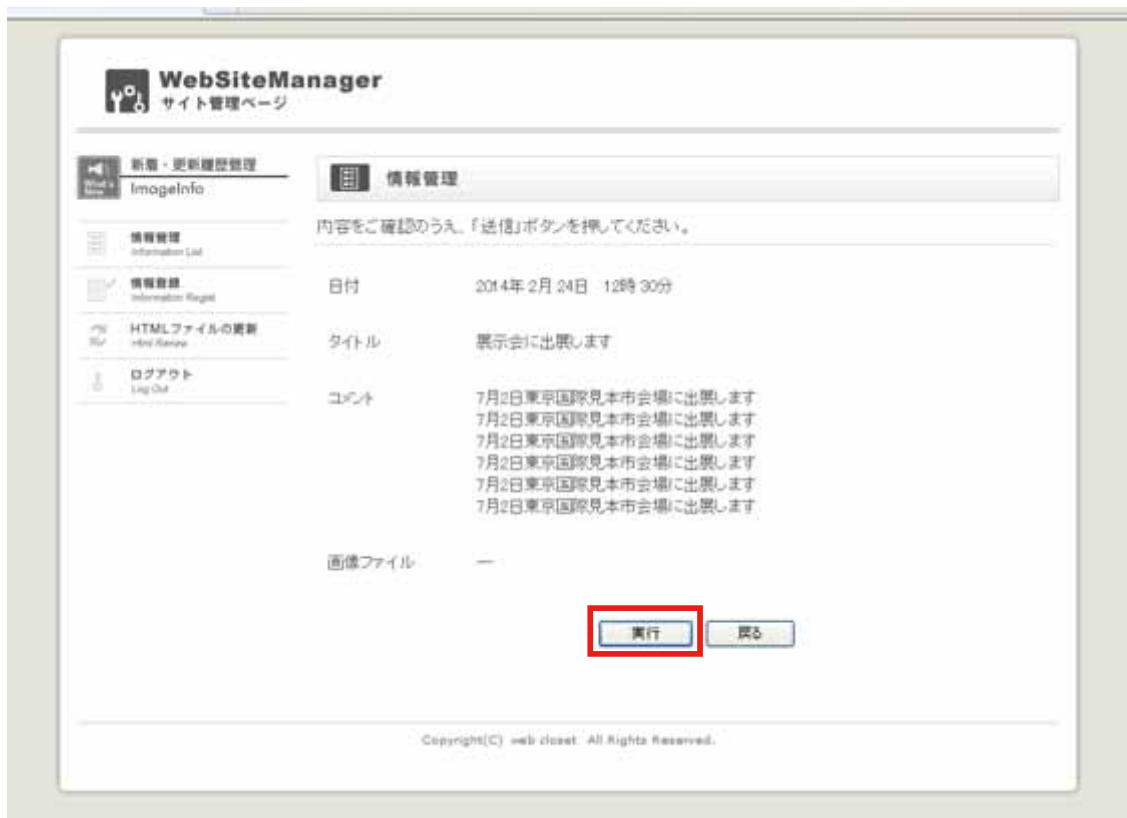 WebSiteManager
サイト管理ページ
新着・更新履歴管理
ImageInfo
情報管理
Information List
情報登録
Information Regist
HTMLファイルの更新
Html Renew
ログアウト
Log Out
情報管理
内容をご確認のうえ、「送信」ボタンを押してください。
日付 2014年 2月 24日 12時 30分
タイトル 展示会に出展します
コメント 7月2日東京国際見本市会場に出展します
7月2日東京国際見本市会場に出展します
7月2日東京国際見本市会場に出展します
7月2日東京国際見本市会場に出展します
7月2日東京国際見本市会場に出展します
7月2日東京国際見本市会場に出展します
画像ファイル ―
実行 戻る
Copyright(C) web closet All Rights Reserved.